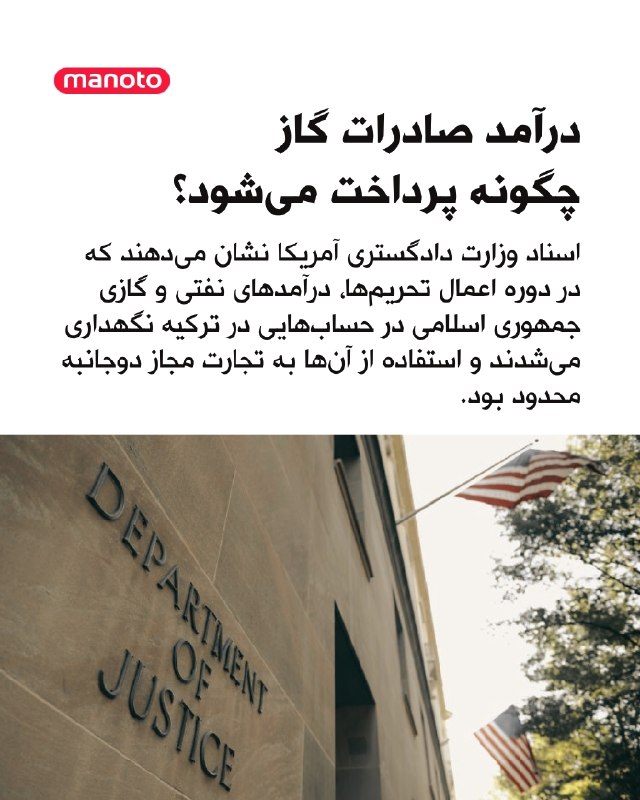 manoto
درآمد صادرات گاز
چگونه پرداخت می‌شود؟
اسناد وزارت دادگستری آمریکا نشان می‌دهند که
در دوره اعمال تحریم‌ها، درآمدهای نفتی و گازی
جمهوری اسلامی در حساب‌هایی در ترکیه نگهداری
می‌شدند و استفاده از آن‌ها به تجارت مجاز دوجانبه
محدود بود.
DEPARTMENT
OF
JUSTICE